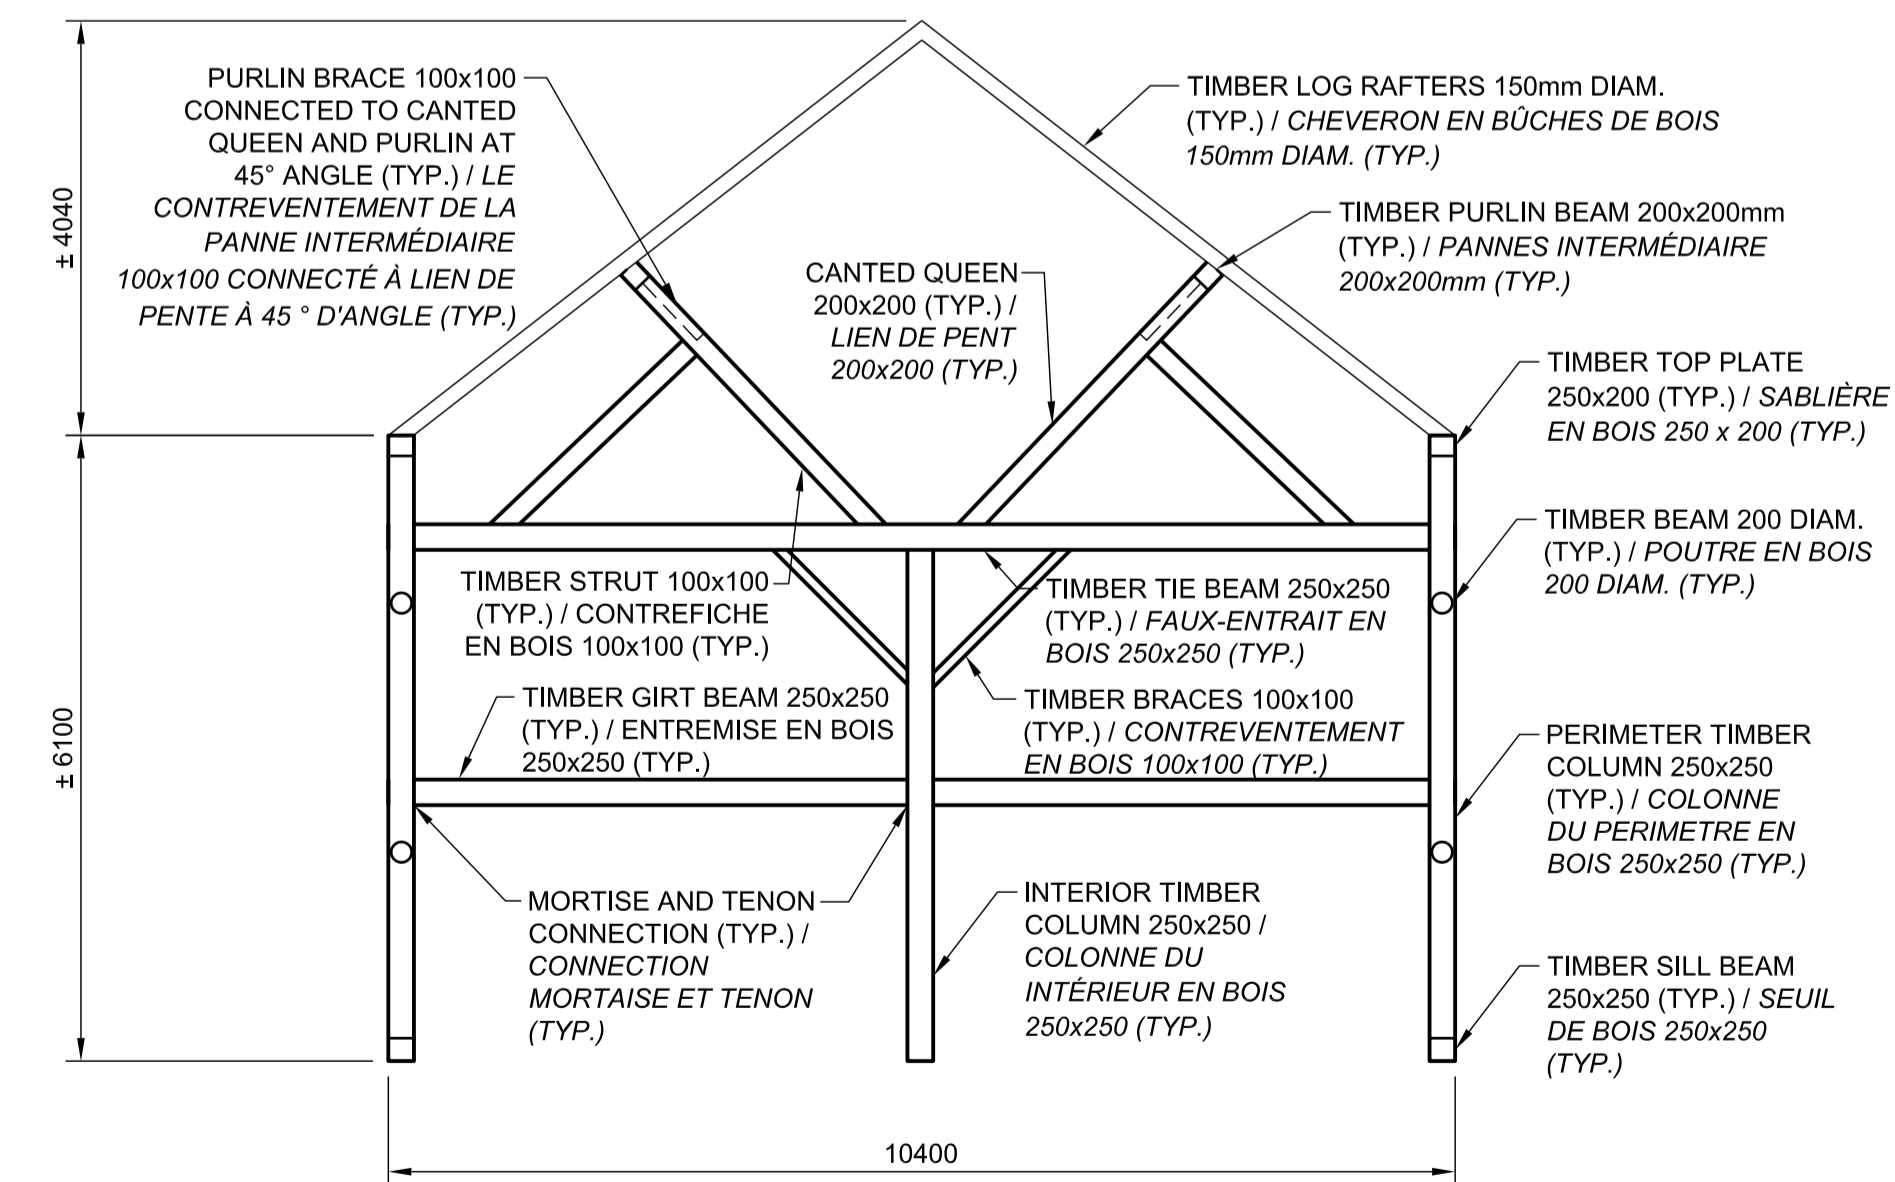 PURLIN BRACE 100x100
CONNECTED TO CANTED
QUEEN AND PURLIN AT
45° ANGLE (TYP.) / LE
CONTREVENTEMENT DE LA
PANNE INTERMÉDIAIRE
100x100 CONNECTÉ À LIEN DE
PENTE À 45 ° D'ANGLE (TYP.)
TIMBER LOG RAFTERS 150mm DIAM.
(TYP.) / CHEVERON EN BÛCHES DE BOIS
150mm DIAM. (TYP.)
± 4040
TIMBER PURLIN BEAM 200x200mm
(TYP.) / PANNES INTERMÉDIAIRE
200x200mm (TYP.)
CANTED QUEEN
200x200 (TYP.) /
LIEN DE PENT
200x200 (TYP.)
TIMBER TOP PLATE
250x200 (TYP.) / SABLIÈRE
EN BOIS 250 x 200 (TYP.)
TIMBER BEAM 200 DIAM.
(TYP.) / POUTRE EN BOIS
200 DIAM. (TYP.)
TIMBER STRUT 100x100
(TYP.) / CONTREFICHE
EN BOIS 100x100 (TYP.)
TIMBER TIE BEAM 250x250
(TYP.) / FAUX-ENTRAIT EN
BOIS 250x250 (TYP.)
± 6100
TIMBER GIRT BEAM 250x250
(TYP.) / ENTREMISE EN BOIS
250x250 (TYP.)
TIMBER BRACES 100x100
(TYP.) / CONTREVENTEMENT
EN BOIS 100x100 (TYP.)
PERIMETER TIMBER
COLUMN 250x250
(TYP.) / COLONNE
DU PERIMETRE EN
BOIS 250x250 (TYP.)
MORTISE AND TENON
CONNECTION (TYP.) /
CONNECTION
MORTAISE ET TENON
(TYP.)
INTERIOR TIMBER
COLUMN 250x250 /
COLONNE DU
INTÉRIEUR EN BOIS
250x250 (TYP.)
TIMBER SILL BEAM
250x250 (TYP.) / SEUIL
DE BOIS 250x250
(TYP.)
10400